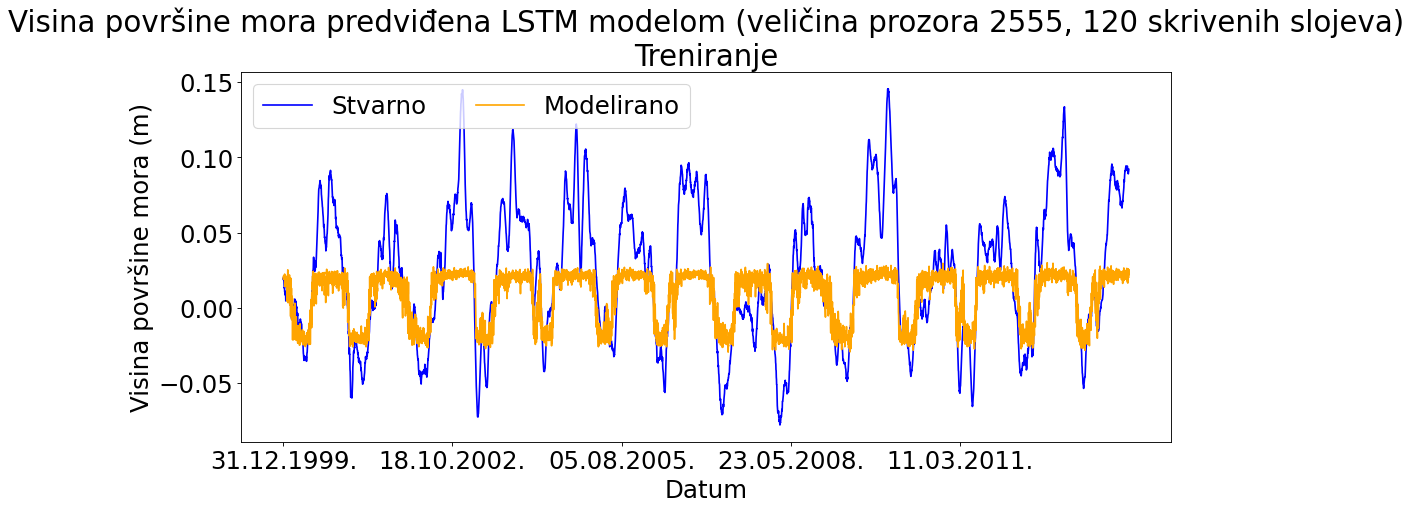 Visina površine mora predviđena LSTM modelom (veličina prozora 2555, 120 skrivenih slojeva)
Treniranje
Stvarno Modelirano
Visina površine mora (m)
0.15
0.10
0.05
0.00
−0.05
31.12.1999. 18.10.2002. 05.08.2005. 23.05.2008. 11.03.2011.
Datum